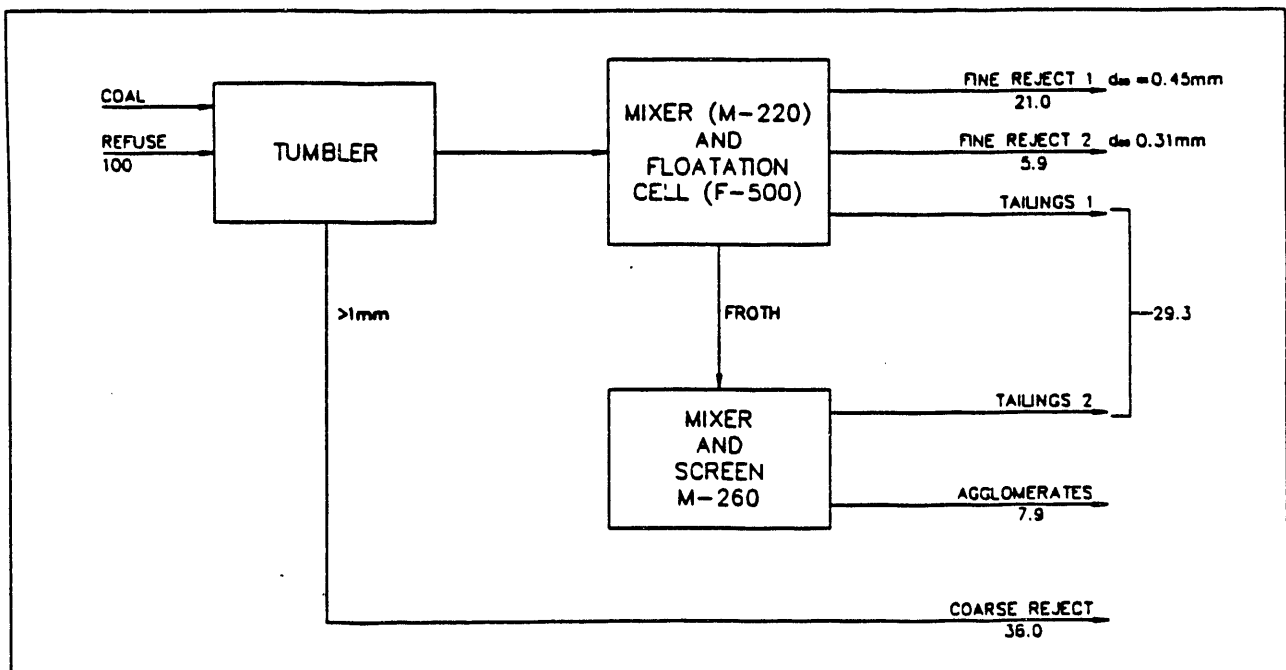 COAL
REFUSE
100
TUMBLER
>1mm
MIXER (M-220)
AND
FLOATATION
CELL (F-500)
FINE REJECT 1
21.0
=0.45mm
FINE REJECT 2
5.9
0.31mm
TAILINGS 1
29.3
FROTH
MIXER
AND
SCREEN
M-260
TAILINGS 2
AGGLOMERATES
7.9
COARSE REJECT
36.0